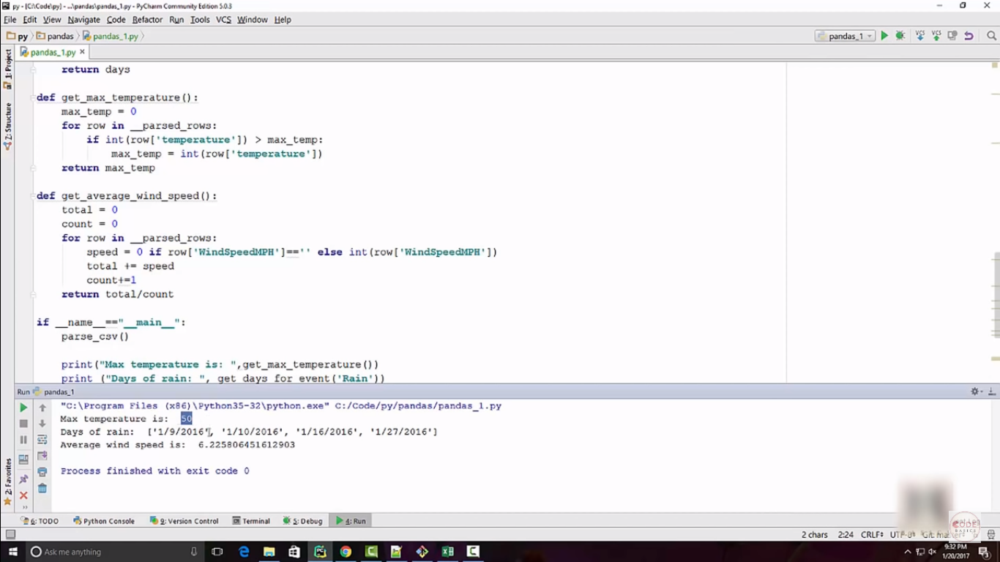 py - [C:\Code\py] - ...\pandas\pandas_1.py - PyCharm Community Edition 5.0.3
File Edit View Navigate Code Refactor Run Tools VCS Window Help
py pandas pandas_1.py pandas_1 VCS VCS
1: Project
pandas_1.py
return days
def get_max_temperature():
max_temp = 0
for row in __parsed_rows:
if int(row['temperature']) > max_temp:
max_temp = int(row['temperature'])
return max_temp
Z: Structure
def get_average_wind_speed():
total = 0
count = 0
for row in __parsed_rows:
speed = 0 if row['WindSpeedMPH']=='' else int(row['WindSpeedMPH'])
total += speed
count+=1
return total/count
if __name__=="__main__":
parse_csv()
print("Max temperature is: ",get_max_temperature())
print ("Days of rain: ", get_days_for_event('Rain'))
Run pandas_1
"C:\Program Files (x86)\Python35-32\python.exe" C:/Code/py/pandas/pandas_1.py
Max temperature is: 50
Days of rain: ['1/9/2016', '1/10/2016', '1/16/2016', '1/27/2016']
Average wind speed is: 6.225806451612903
Process finished with exit code 0
2: Favorites
6: TODO Python Console 9: Version Control Terminal 5: Debug 4: Run
CODE
BASICS
2 chars 2:24 CRLF
Ask me anything
9:32 PM
1/20/2017